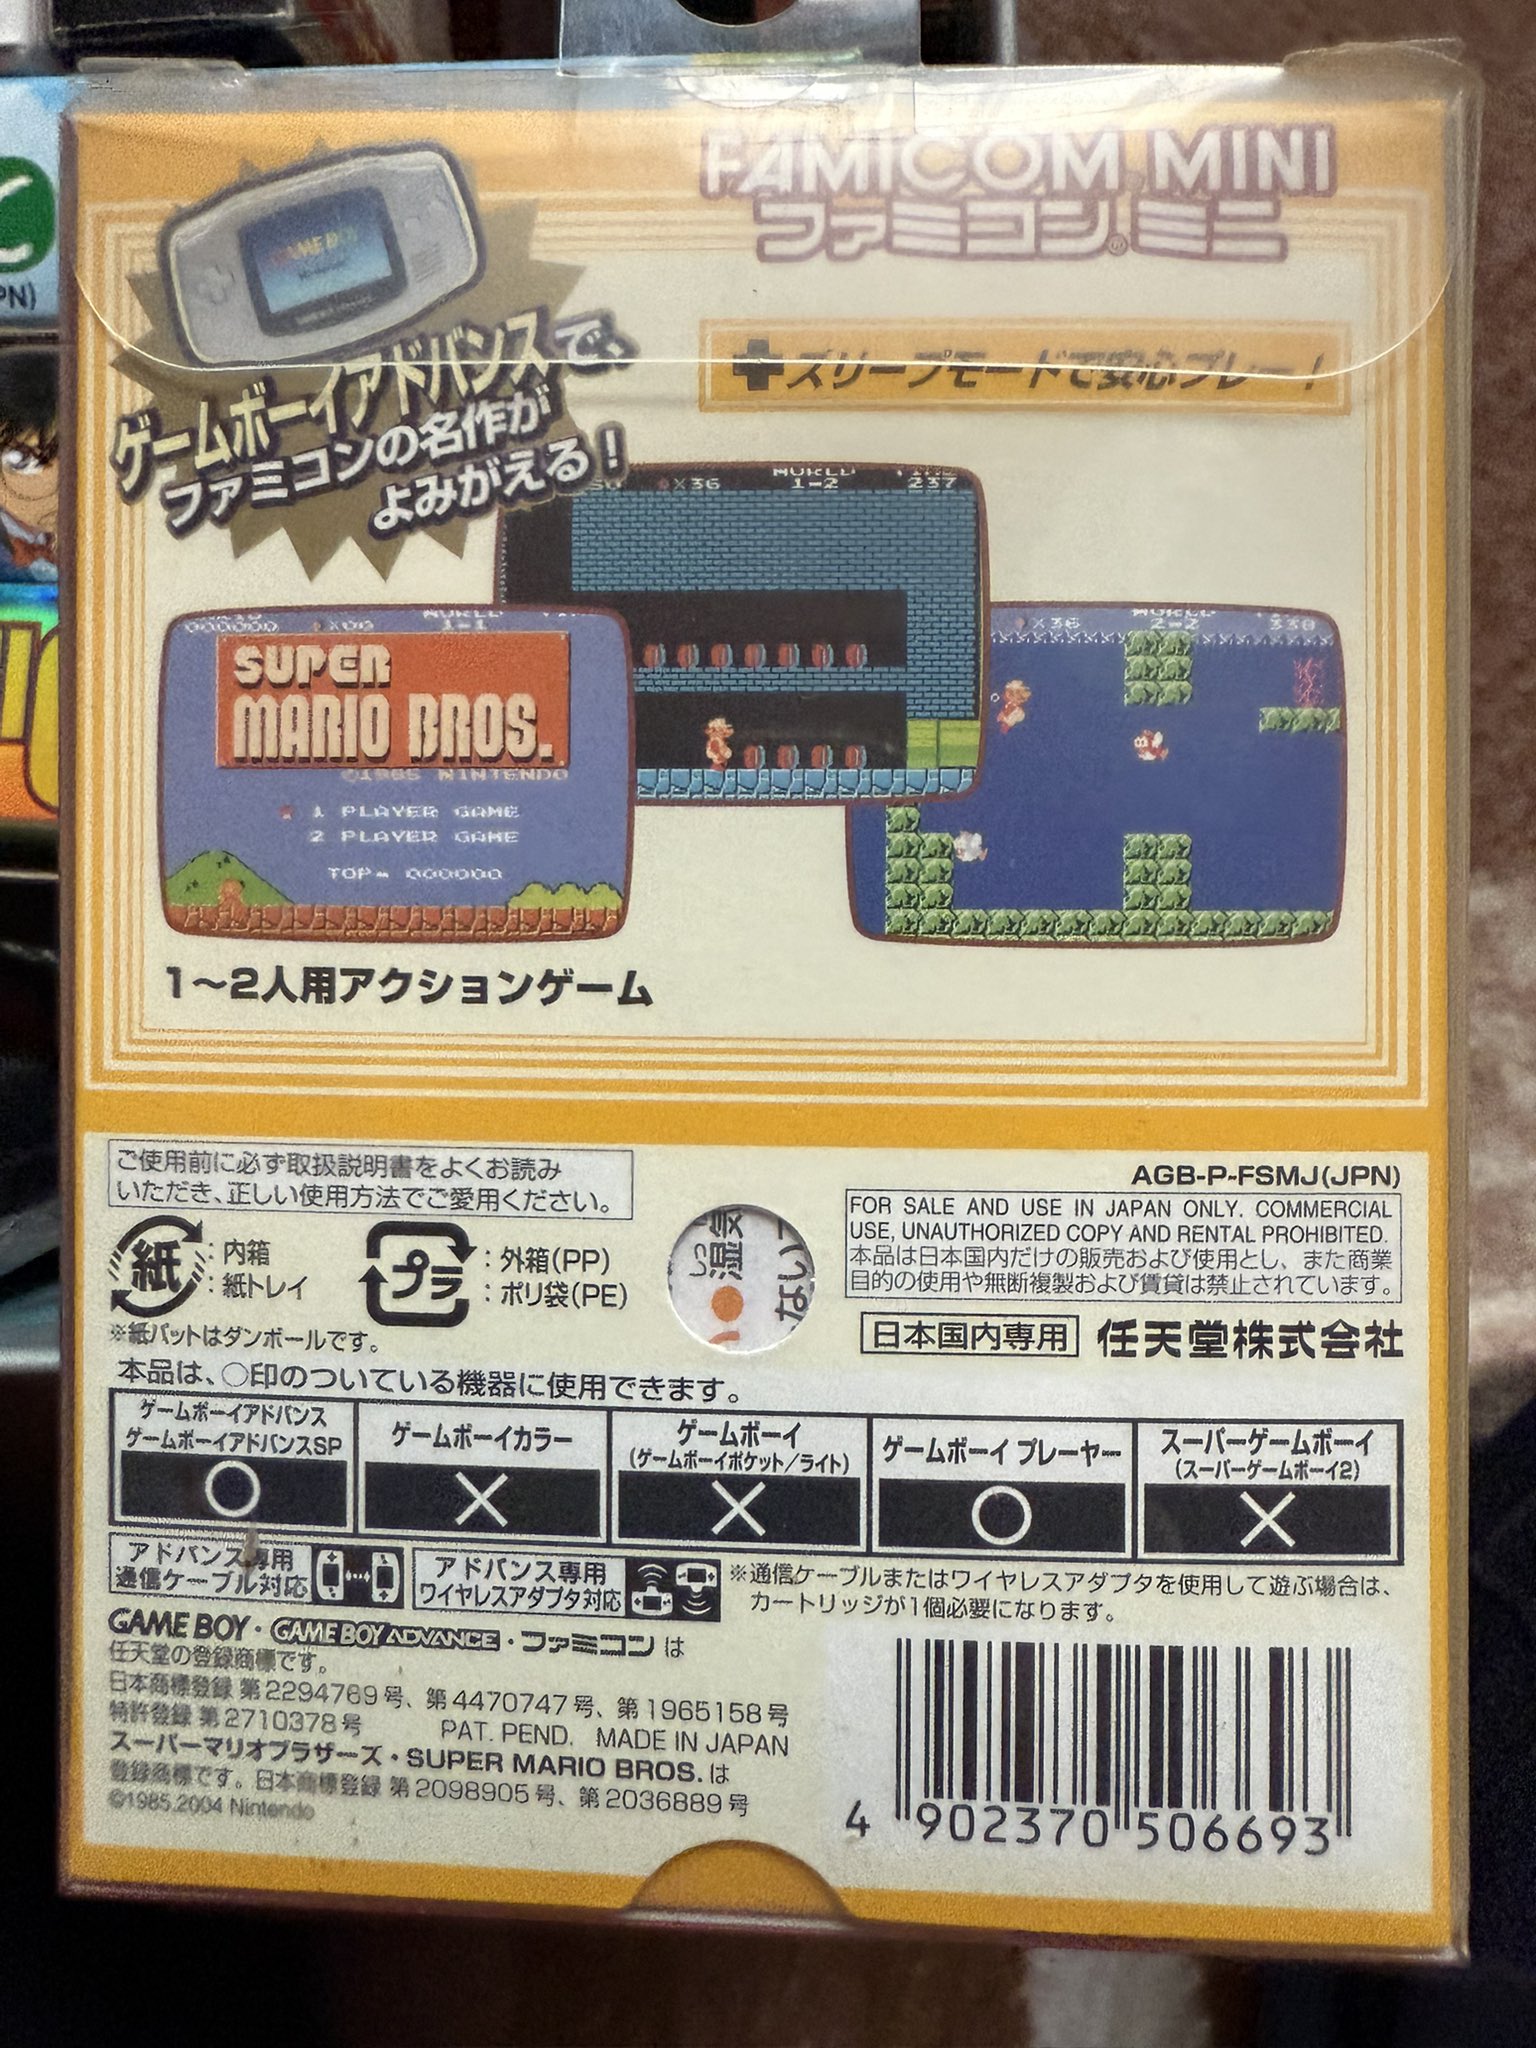 FAMICOM MINI
ファミコン®ミニ
ゲームボーイアドバンスで、
ファミコンの名作が
よみがえる！
✚スリープモードで安心プレー！
×36 WORLD 1-2 237
000000 ×00 WORLD 1-1
SUPER
MARIO BROS.
©1985 NINTENDO
1 PLAYER GAME
2 PLAYER GAME
TOP- 000000
×36 WORLD 2-2 338
1〜2人用アクションゲーム
ご使用前に必ず取扱説明書をよくお読み
いただき、正しい使用方法でご愛用ください。
紙：内箱
：紙トレイ
プラ：外箱(PP)
：ポリ袋(PE)
※紙パットはダンボールです。
湿気
ない
AGB-P-FSMJ(JPN)
FOR SALE AND USE IN JAPAN ONLY. COMMERCIAL
USE, UNAUTHORIZED COPY AND RENTAL PROHIBITED.
本品は日本国内だけの販売および使用とし、また商業
目的の使用や無断複製および賃貸は禁止されています。
日本国内専用 任天堂株式会社
本品は、○印のついている機器に使用できます。
ゲームボーイアドバンス
ゲームボーイアドバンスSP
○
ゲームボーイカラー
×
ゲームボーイ
(ゲームボーイポケット/ライト)
×
ゲームボーイ プレーヤー
○
スーパーゲームボーイ
(スーパーゲームボーイ2)
×
アドバンス専用
通信ケーブル対応
アドバンス専用
ワイヤレスアダプタ対応
※通信ケーブルまたはワイヤレスアダプタを使用して遊ぶ場合は、
カートリッジが1個必要になります。
GAME BOY・GAME BOY ADVANCE・ファミコン は
任天堂の登録商標です。
日本商標登録 第2294769号、第4470747号、第1965158号
特許登録 第2710378号 PAT. PEND. MADE IN JAPAN
スーパーマリオブラザーズ・SUPER MARIO BROS. は
登録商標です。日本商標登録 第2098905号、第2036889号
©1985,2004 Nintendo
4 902370 506693
PN)